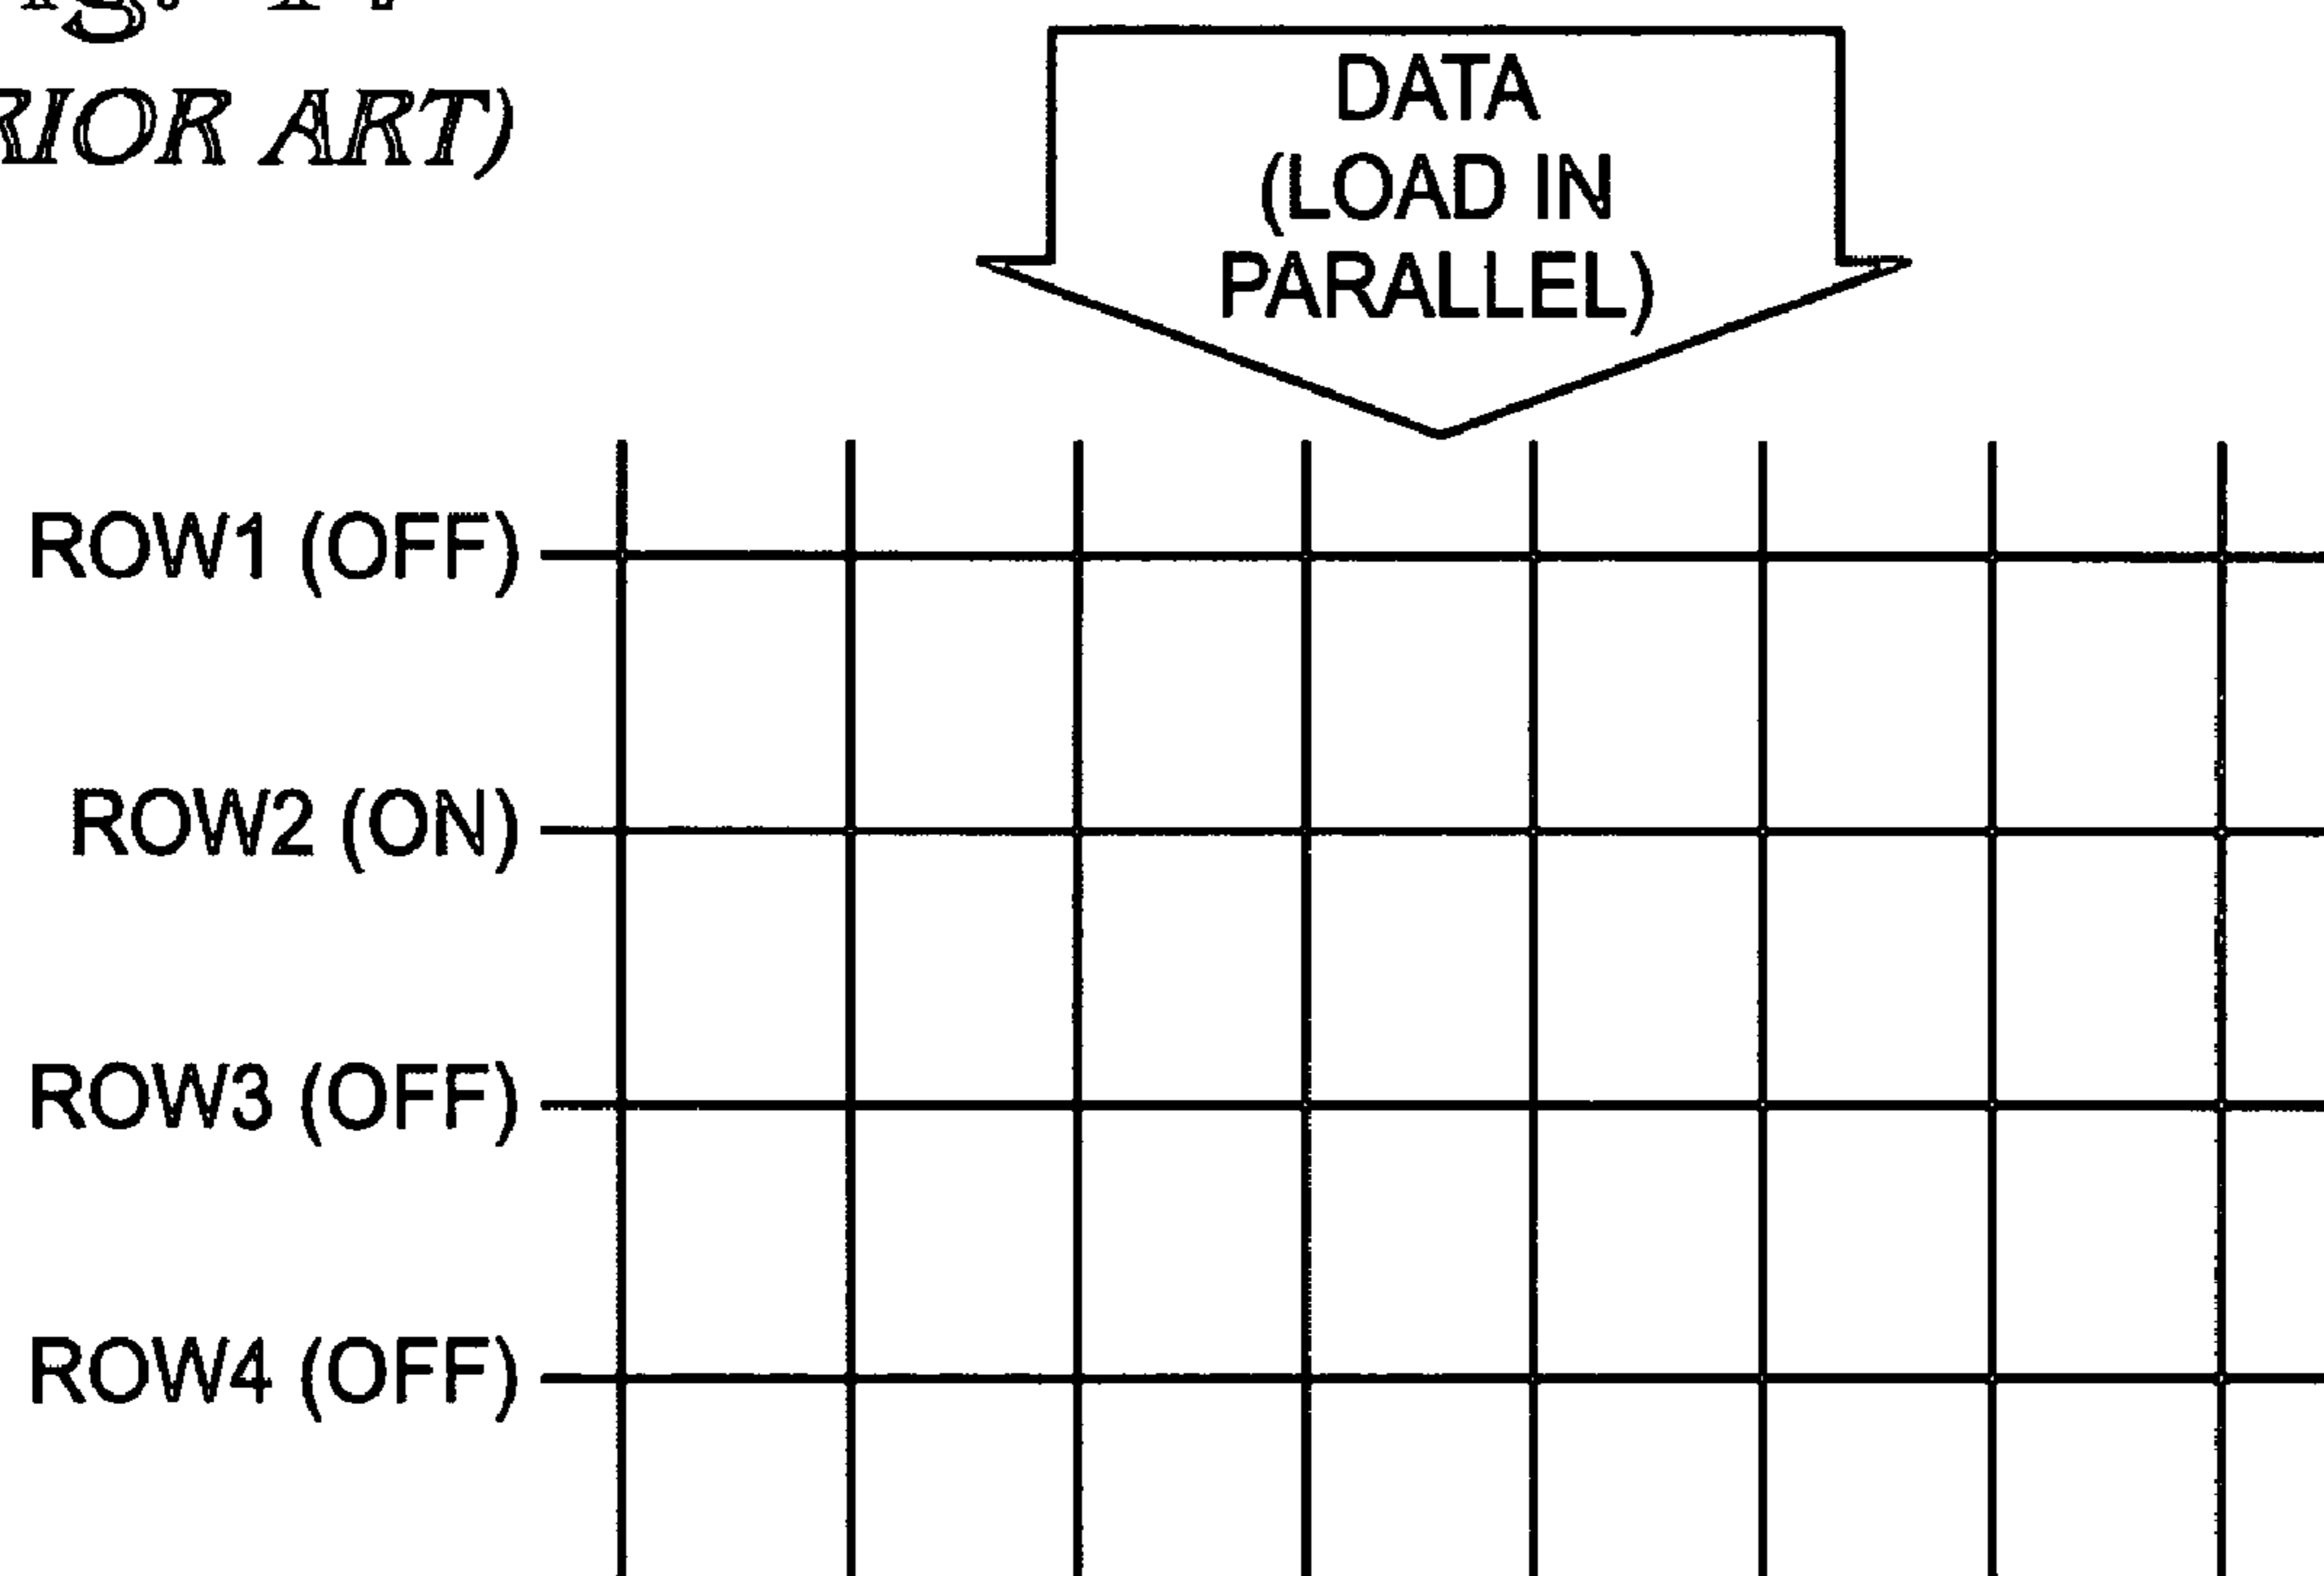 RIOR ART)
DATA
(LOAD IN
PARALLEL)
ROW1 (OFF)
ROW2 (ON)
ROW3 (OFF)
ROW4 (OFF)